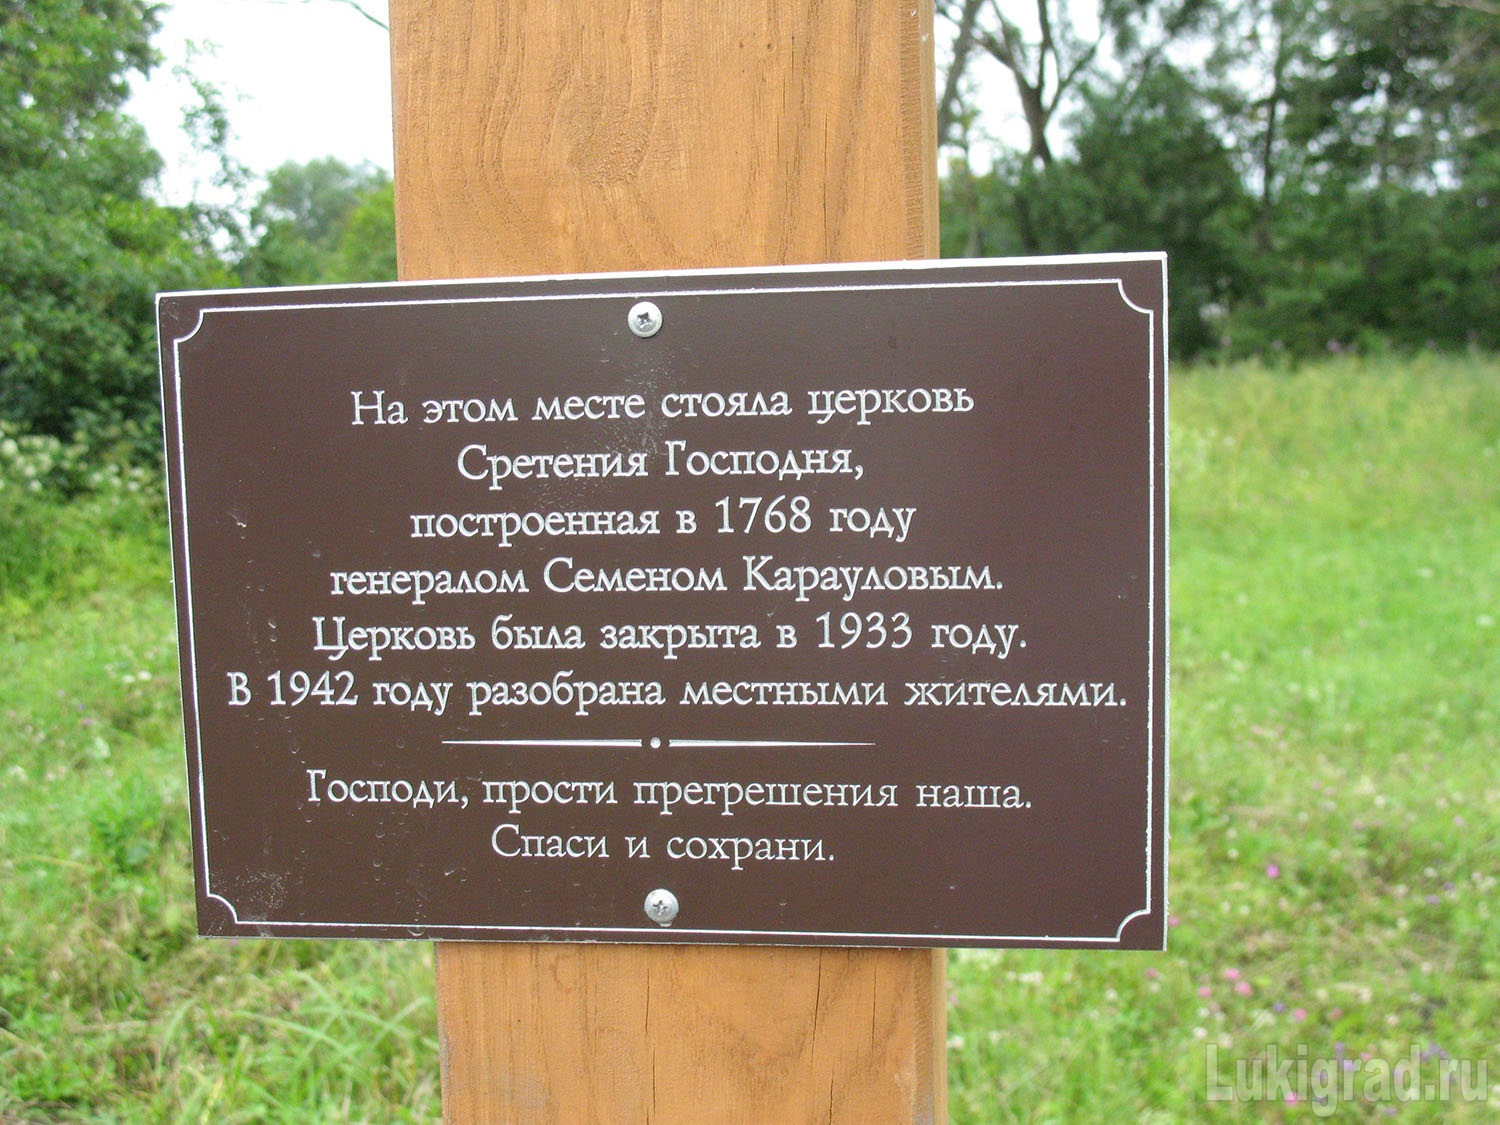 На этом месте стояла церковь
Сретения Господня,
построенная в 1768 году
генералом Семеном Карауловым.
Церковь была закрыта в 1933 году.
В 1942 году разобрана местными жителями.
Господи, прости прегрешения наша.
Спаси и сохрани.
Lukigrad.ru